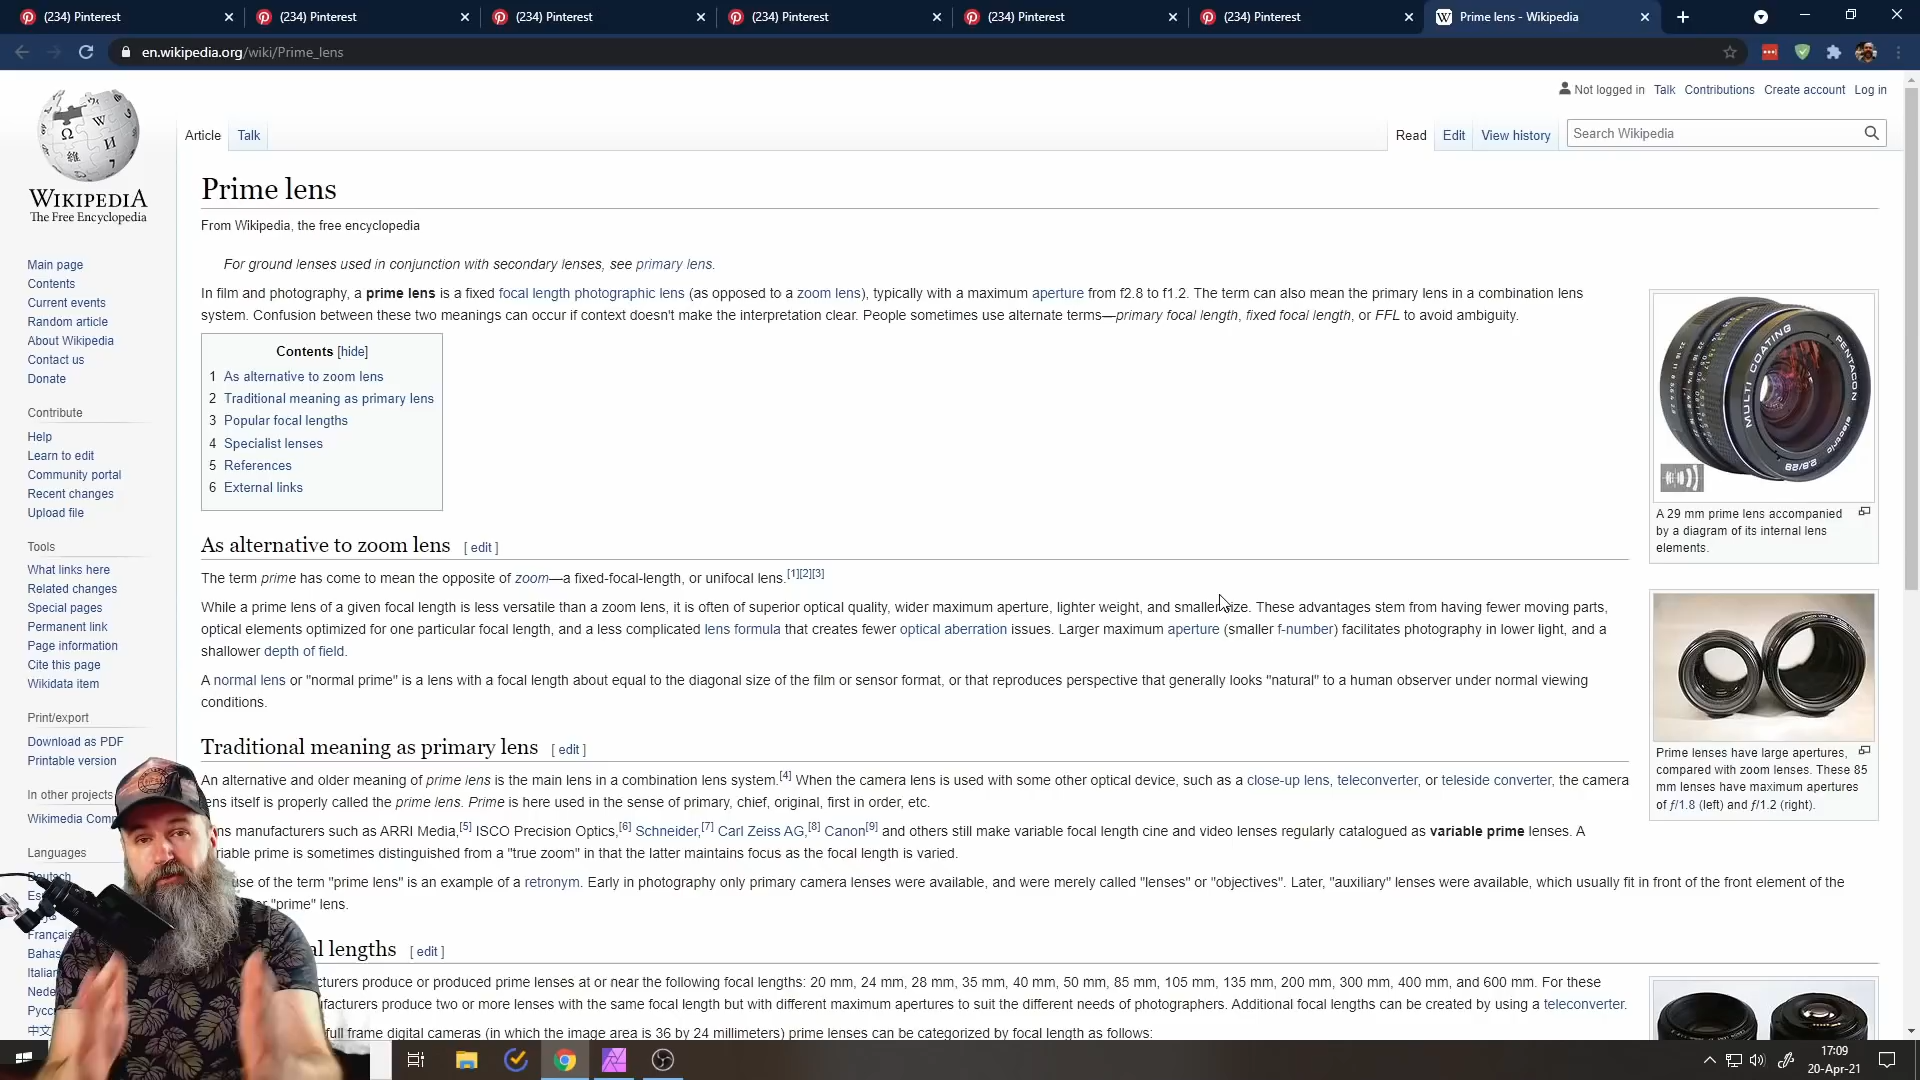 (234) Pinterest
(234) Pinterest
(234) Pinterest
(234) Pinterest
(234) Pinterest
(234) Pinterest
Prime lens - Wikipedia
en.wikipedia.org/wiki/Prime_lens
Not logged in Talk Contributions Create account Log in
Article Talk
Read Edit View history Search Wikipedia
WIKIPEDIA
The Free Encyclopedia
Main page
Contents
Current events
Random article
About Wikipedia
Contact us
Donate
Contribute
Help
Learn to edit
Community portal
Recent changes
Upload file
Tools
What links here
Related changes
Special pages
Permanent link
Page information
Cite this page
Wikidata item
Print/export
Download as PDF
Printable version
In other projects
Wikimedia
Languages
Deutsch
Prime lens
From Wikipedia, the free encyclopedia
For ground lenses used in conjunction with secondary lenses, see primary lens.
In film and photography, a prime lens is a fixed focal length photographic lens (as opposed to a zoom lens), typically with a maximum aperture from f2.8 to f1.2. The term can also mean the primary lens in a combination lens
system. Confusion between these two meanings can occur if context doesn't make the interpretation clear. People sometimes use alternate terms—primary focal length, fixed focal length, or FFL to avoid ambiguity.
Contents [hide]
1 As alternative to zoom lens
2 Traditional meaning as primary lens
3 Popular focal lengths
4 Specialist lenses
5 References
6 External links
MULTI COATING
PENTACON
electric 2.8/29
A 29 mm prime lens accompanied
by a diagram of its internal lens
elements.
As alternative to zoom lens [ edit ]
The term prime has come to mean the opposite of zoom—a fixed-focal-length, or unifocal lens.[1][2][3]
While a prime lens of a given focal length is less versatile than a zoom lens, it is often of superior optical quality, wider maximum aperture, lighter weight, and smaller size. These advantages stem from having fewer moving parts,
optical elements optimized for one particular focal length, and a less complicated lens formula that creates fewer optical aberration issues. Larger maximum aperture (smaller f-number) facilitates photography in lower light, and a
shallower depth of field.
A normal lens or "normal prime" is a lens with a focal length about equal to the diagonal size of the film or sensor format, or that reproduces perspective that generally looks "natural" to a human observer under normal viewing
conditions.
Prime lenses have large apertures,
compared with zoom lenses. These 85
mm lenses have maximum apertures
of ƒ/1.8 (left) and ƒ/1.2 (right).
Traditional meaning as primary lens [ edit ]
An alternative and older meaning of prime lens is the main lens in a combination lens system.[4] When the camera lens is used with some other optical device, such as a close-up lens, teleconverter, or teleside converter, the camera
lens itself is properly called the prime lens. Prime is here used in the sense of primary, chief, original, first in order, etc.
manufacturers such as ARRI Media,[5] ISCO Precision Optics,[6] Schneider,[7] Carl Zeiss AG,[8] Canon[9] and others still make variable focal length cine and video lenses regularly catalogued as variable prime lenses. A
variable prime is sometimes distinguished from a "true zoom" in that the latter maintains focus as the focal length is varied.
use of the term "prime lens" is an example of a retronym. Early in photography only primary camera lenses were available, and were merely called "lenses" or "objectives". Later, "auxiliary" lenses were available, which usually fit in front of the front element of the
"prime" lens.
lengths [ edit ]
produce or produced prime lenses at or near the following focal lengths: 20 mm, 24 mm, 28 mm, 35 mm, 40 mm, 50 mm, 85 mm, 105 mm, 135 mm, 200 mm, 300 mm, 400 mm, and 600 mm. For these
produce two or more lenses with the same focal length but with different maximum apertures to suit the different needs of photographers. Additional focal lengths can be created by using a teleconverter.
full frame digital cameras (in which the image area is 36 by 24 millimeters) prime lenses can be categorized by focal length as follows:
17:09
20-Apr-21